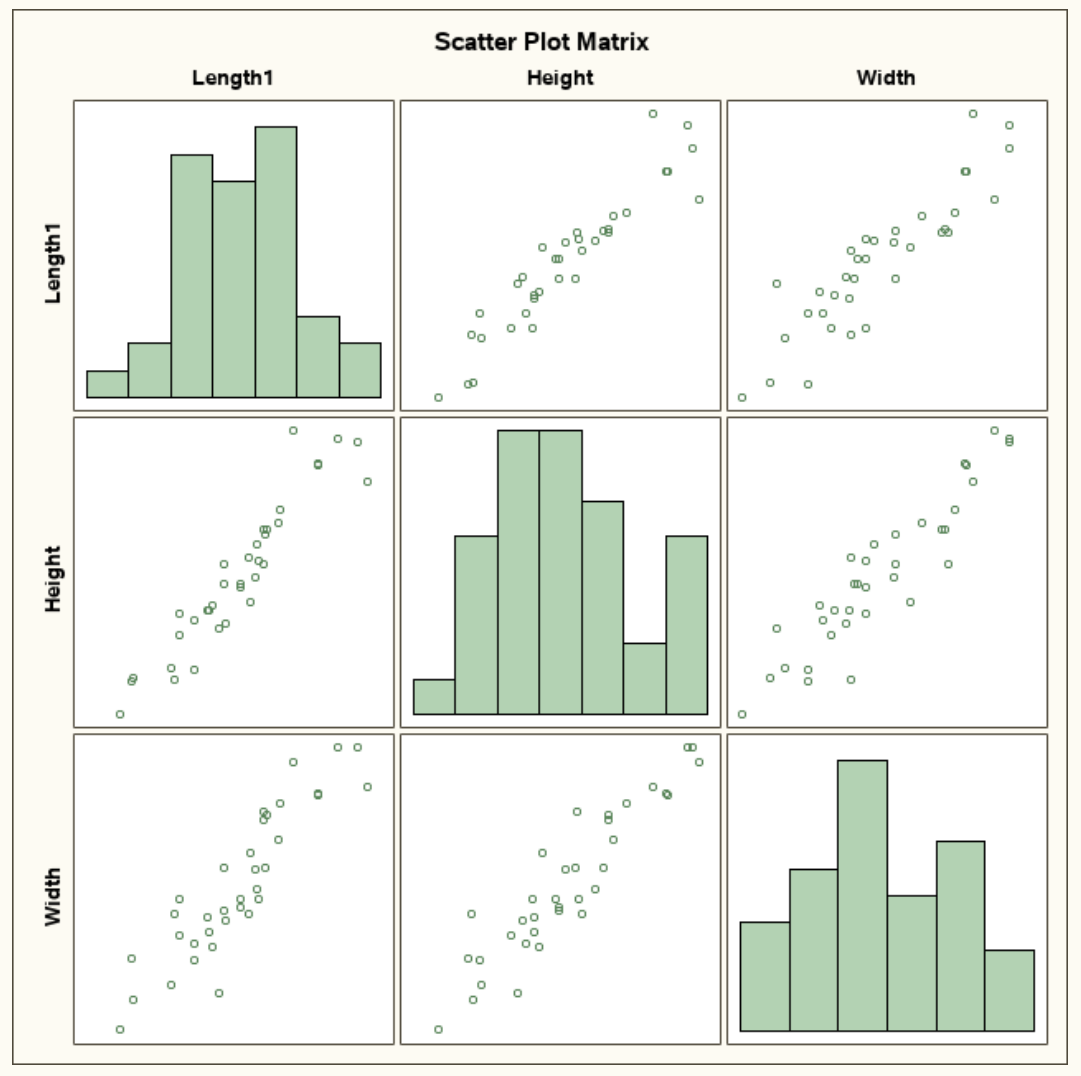 Scatter Plot Matrix
Length1 Height Width
Length1
Height
Width